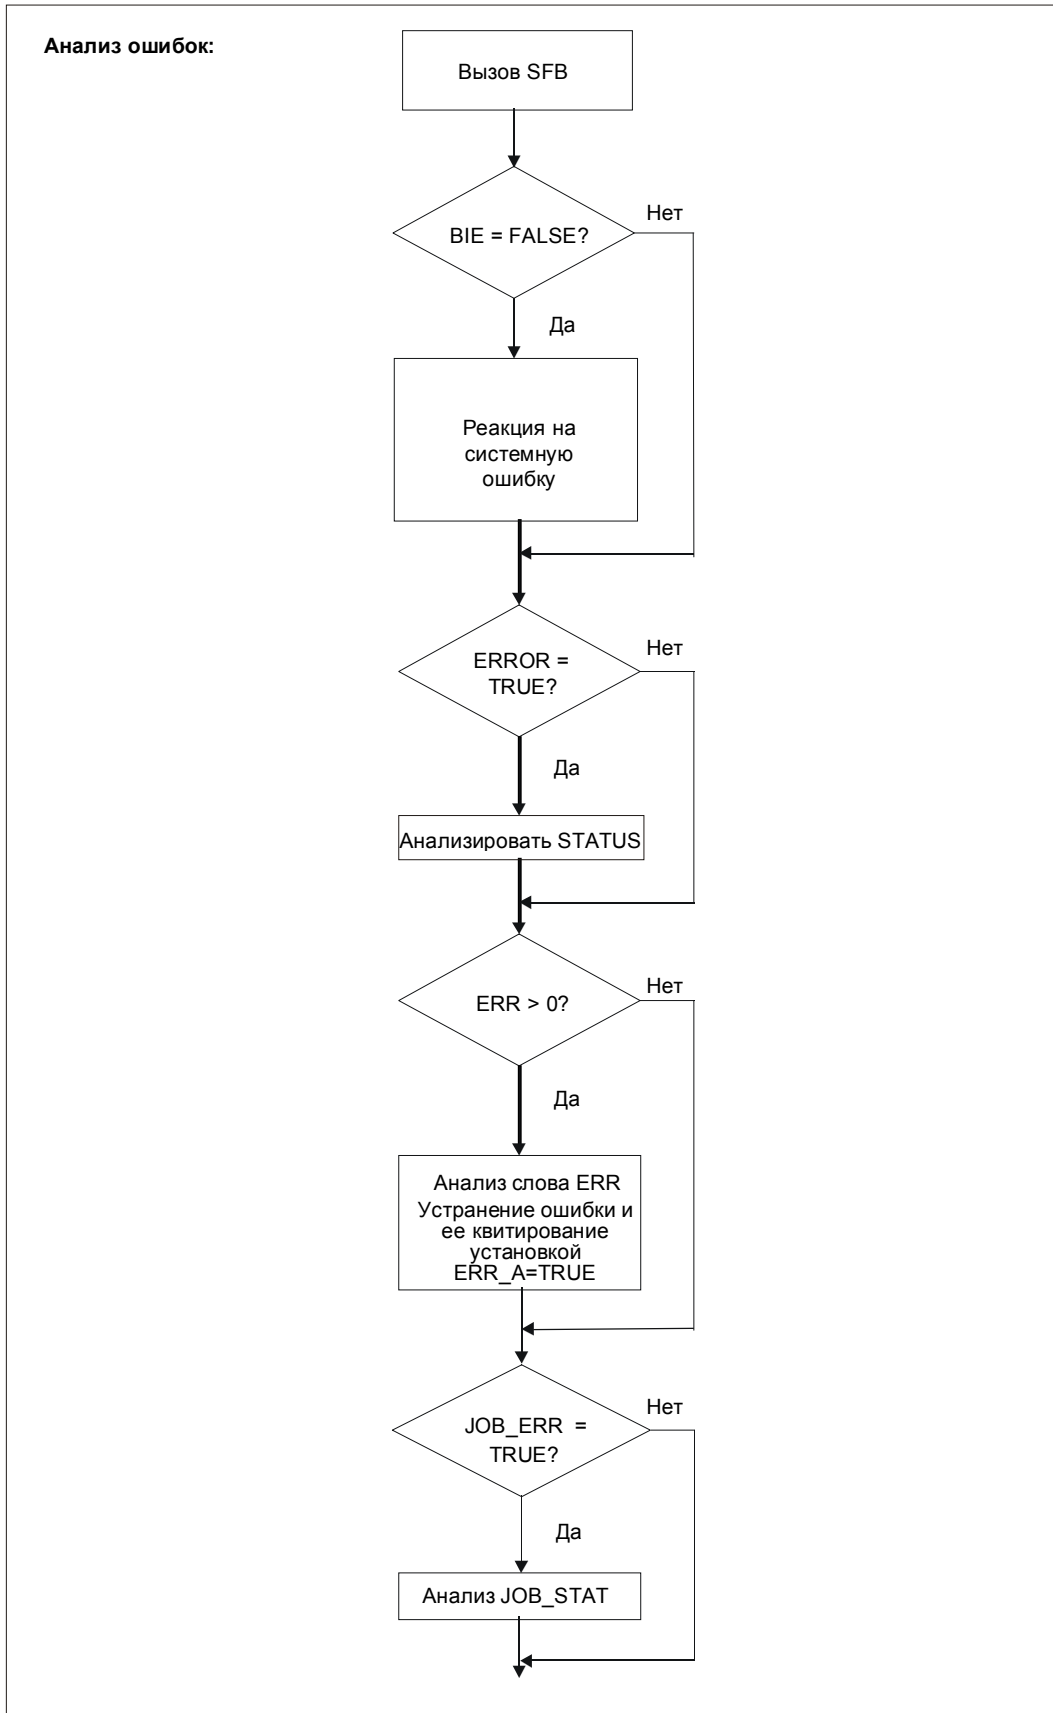 Анализ ошибок:
Вызов SFB
BIE = FALSE?
Нет
Да
Реакция на
системную
ошибку
ERROR =
TRUE?
Нет
Да
Анализировать STATUS
ERR > 0?
Нет
Да
Анализ слова ERR
Устранение ошибки и
ее квитирование
установкой
ERR_A=TRUE
JOB_ERR =
TRUE?
Нет
Да
Анализ JOB_STAT